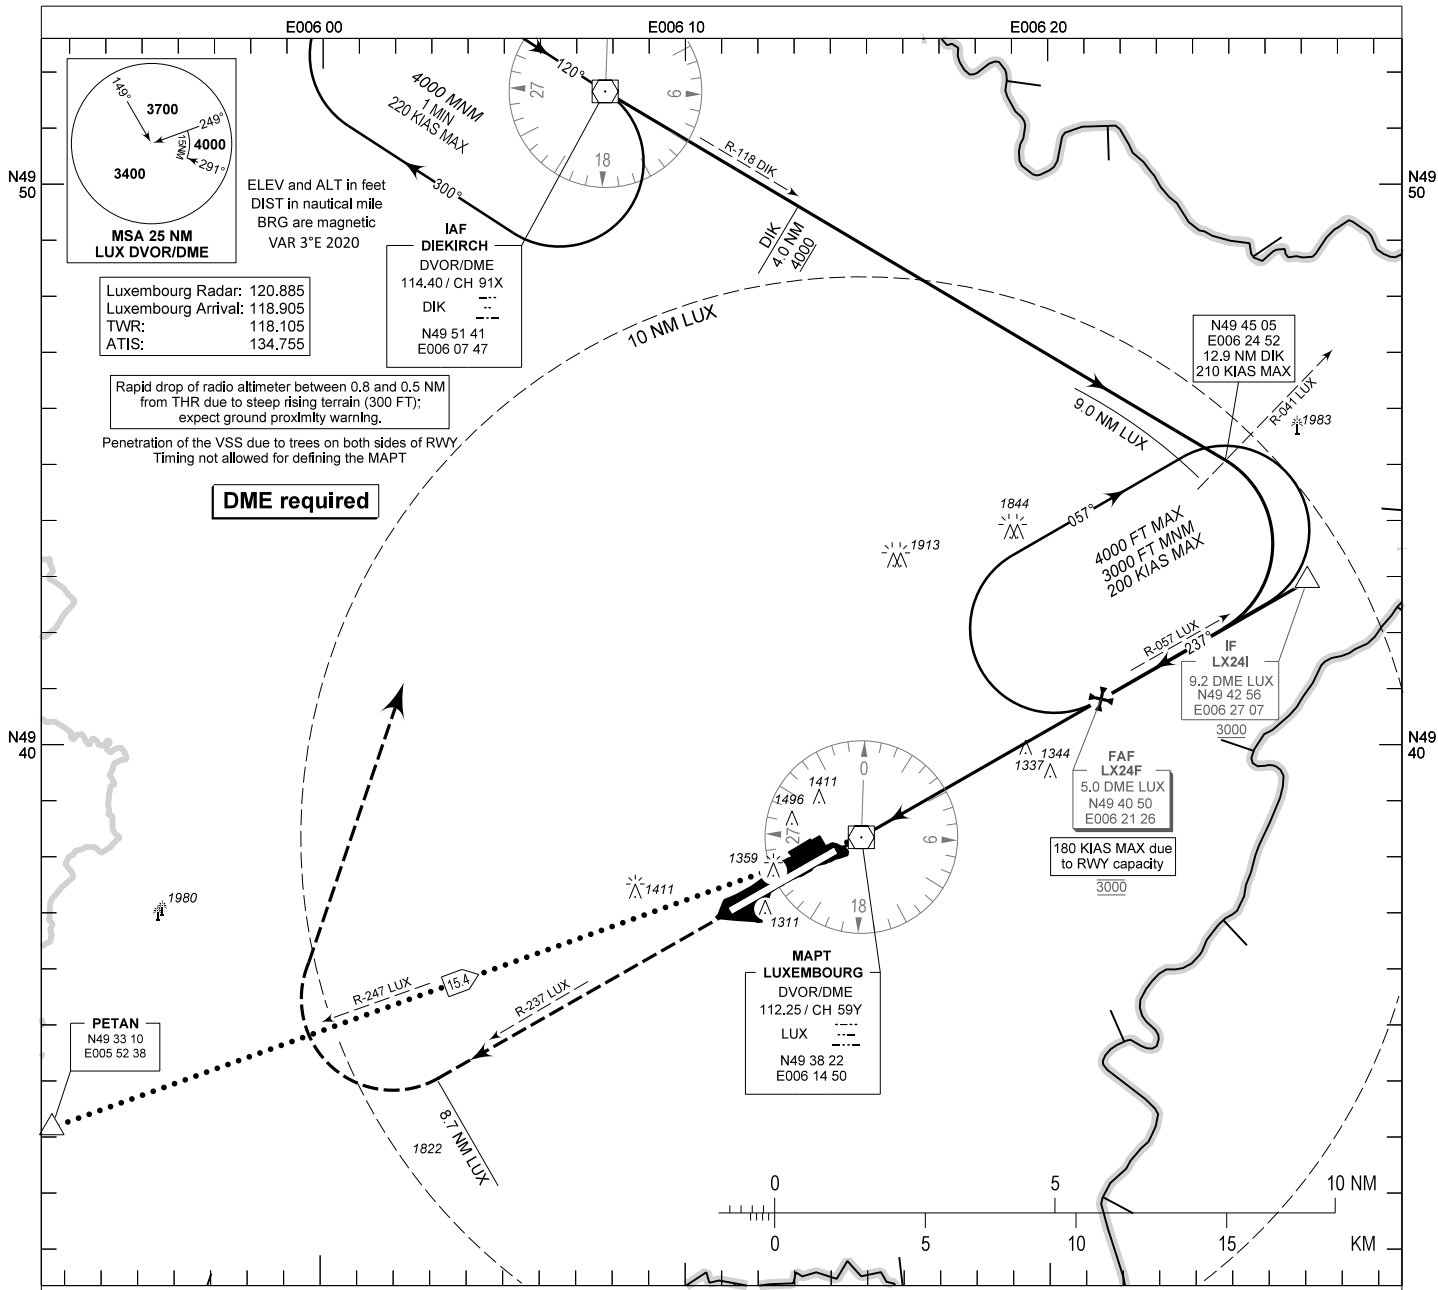 E006 00
E006 10
E006 20
149°
3700
249°
4000
15NM
291°
3400
MSA 25 NM
LUX DVOR/DME
ELEV and ALT in feet
DIST in nautical mile
BRG are magnetic
VAR 3°E 2020
4000 MNM
1 MIN
220 KIAS MAX
120°
300°
27
9
18
N49
50
N49
50
R-118 DIK
DIK
4.0 NM
4000
IAF
DIEKIRCH
DVOR/DME
114.40 / CH 91X
DIK
N49 51 41
E006 07 47
Luxembourg Radar: 120.885
Luxembourg Arrival: 118.905
TWR: 118.105
ATIS: 134.755
10 NM LUX
N49 45 05
E006 24 52
12.9 NM DIK
210 KIAS MAX
Rapid drop of radio altimeter between 0.8 and 0.5 NM
from THR due to steep rising terrain (300 FT);
expect ground proximity warning.
Penetration of the VSS due to trees on both sides of RWY
Timing not allowed for defining the MAPT
DME required
9.0 NM LUX
R-041 LUX
1983
1844
1913
057°
4000 FT MAX
3000 FT MNM
200 KIAS MAX
R-057 LUX
237°
IF
LX24I
9.2 DME LUX
N49 42 56
E006 27 07
3000
N49
40
N49
40
1337
1344
FAF
LX24F
5.0 DME LUX
N49 40 50
E006 21 26
180 KIAS MAX due
to RWY capacity
3000
0
9
18
27
1411
1496
1359
1411
1311
1980
MAPT
LUXEMBOURG
DVOR/DME
112.25 / CH 59Y
LUX
N49 38 22
E006 14 50
R-247 LUX
15.4
R-237 LUX
PETAN
N49 33 10
E005 52 38
8.7 NM LUX
1822
0 5 10 NM
0 5 10 15 KM